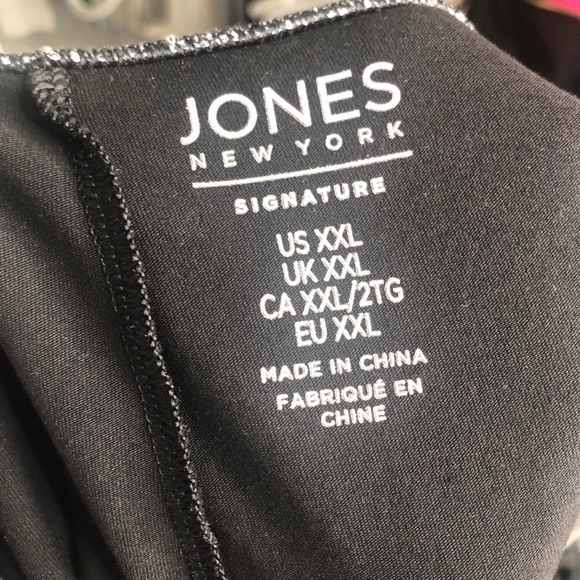 JONES
NEW YORK
SIGNATURE
US XXL
UK XXL
CA XXL/2TG
EU XXL
MADE IN CHINA
FABRIQUÉ EN
CHINE